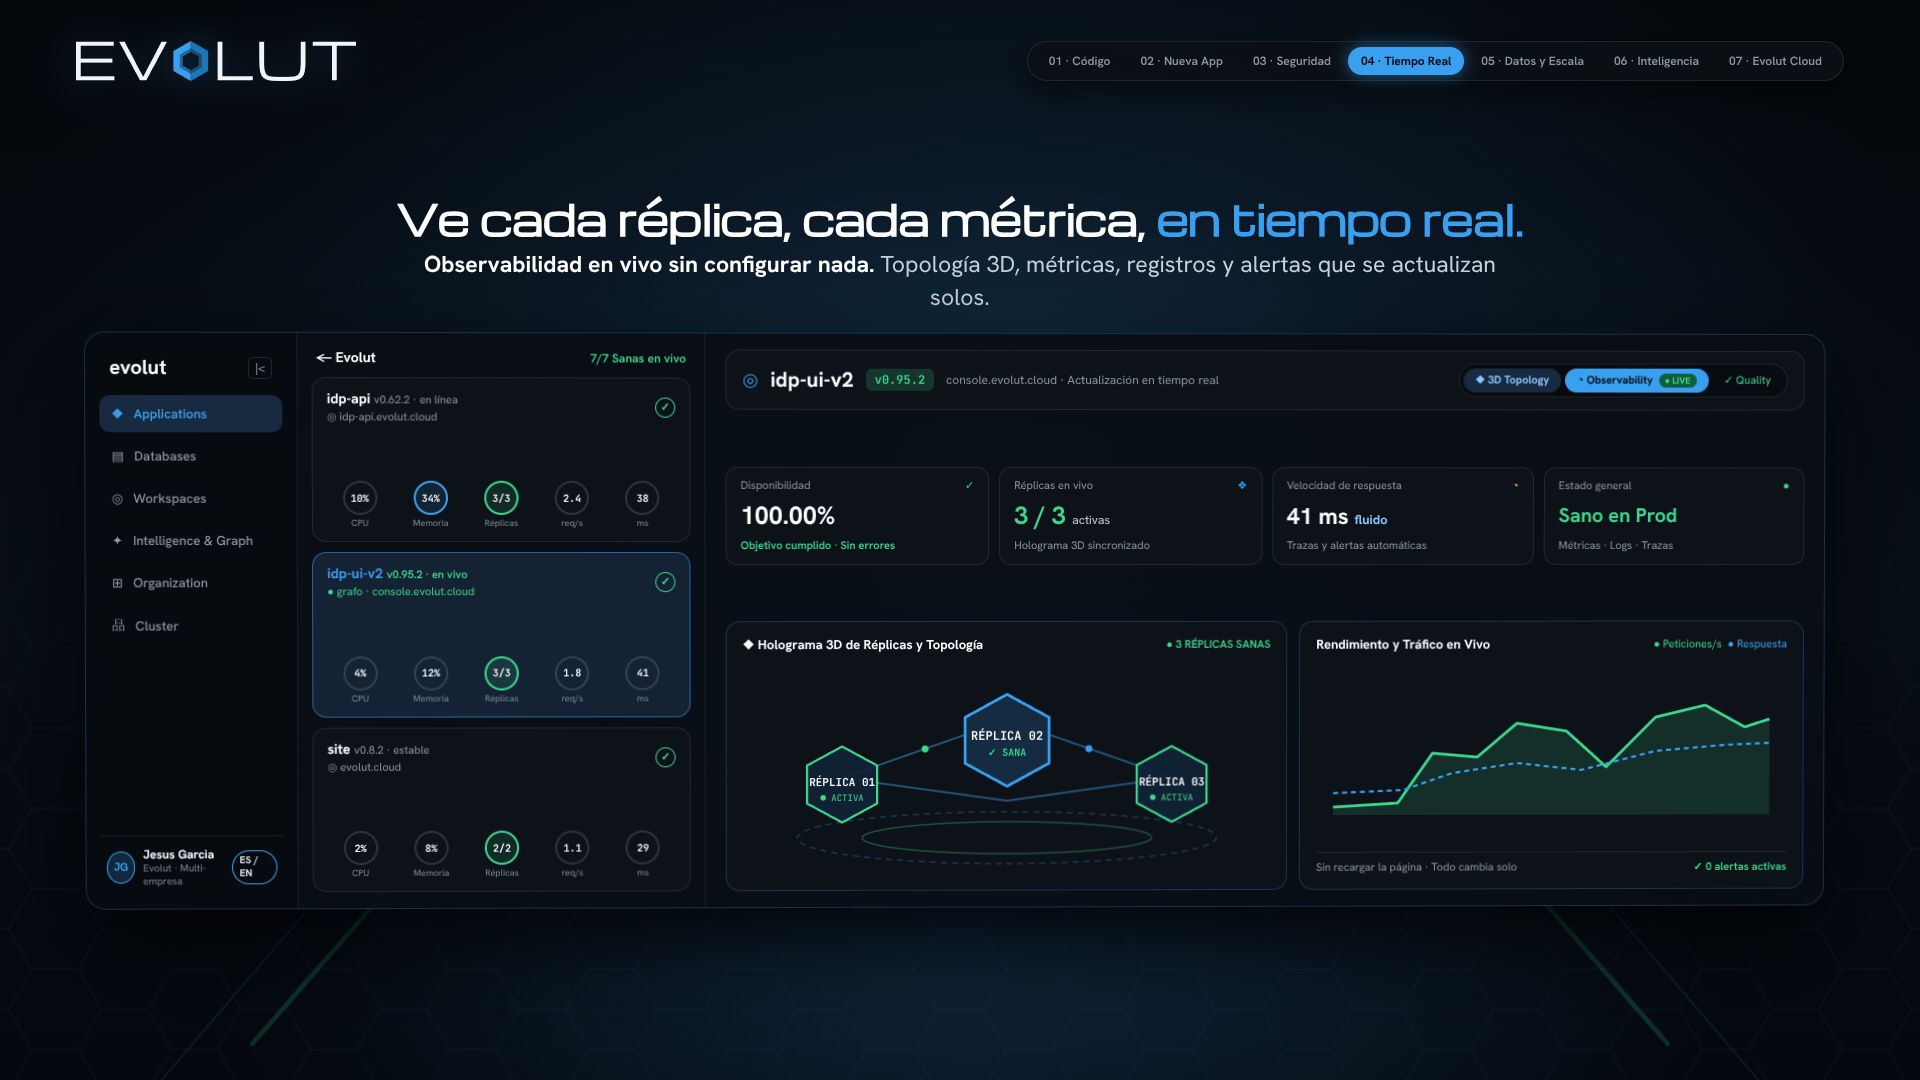 EVOLUT
01 · Código
02 · Nueva App
03 · Seguridad
04 · Tiempo Real
05 · Datos y Escala
06 · Inteligencia
07 · Evolut Cloud
Ve cada réplica, cada métrica, en tiempo real.
Observabilidad en vivo sin configurar nada. Topología 3D, métricas, registros y alertas que se actualizan
solos.
evolut
Applications
Databases
Workspaces
Intelligence & Graph
Organization
Cluster
JG
Jesus Garcia
Evolut · Multi-
empresa
ES /
EN
← Evolut
7/7 Sanas en vivo
idp-api v0.62.2 · en línea
idp-api.evolut.cloud
10%
34%
3/3
2.4
38
CPU
Memoria
Réplicas
req/s
ms
idp-ui-v2 v0.95.2 · en vivo
● grafo · console.evolut.cloud
4%
12%
3/3
1.8
41
CPU
Memoria
Réplicas
req/s
ms
site v0.8.2 · estable
evolut.cloud
2%
8%
2/2
1.1
29
CPU
Memoria
Réplicas
req/s
ms
idp-ui-v2
v0.95.2
console.evolut.cloud · Actualización en tiempo real
3D Topology
Observability
● LIVE
✓ Quality
Disponibilidad
100.00%
Objetivo cumplido · Sin errores
Réplicas en vivo
3 / 3 activas
Holograma 3D sincronizado
Velocidad de respuesta
41 ms fluido
Trazas y alertas automáticas
Estado general
Sano en Prod
Métricas · Logs · Trazas
Holograma 3D de Réplicas y Topología
● 3 RÉPLICAS SANAS
RÉPLICA 01
● ACTIVA
RÉPLICA 02
✓ SANA
RÉPLICA 03
● ACTIVA
Rendimiento y Tráfico en Vivo
● Peticiones/s
● Respuesta
Sin recargar la página · Todo cambia solo
✓ 0 alertas activas